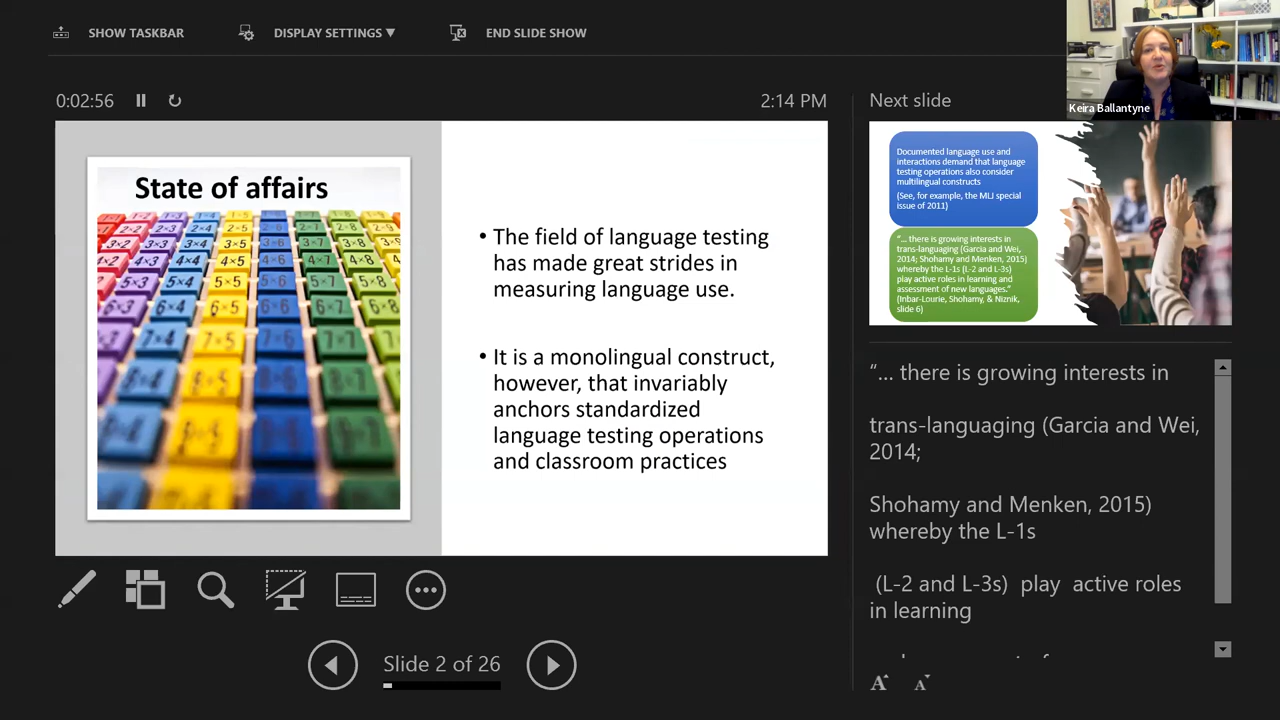 SHOW TASKBAR
DISPLAY SETTINGS ▼
END SLIDE SHOW
Keira Ballantyne
0:02:56
2:14 PM
State of affairs
• The field of language testing
has made great strides in
measuring language use.
• It is a monolingual construct,
however, that invariably
anchors standardized
language testing operations
and classroom practices
Slide 2 of 26
Next slide
Documented language use and
interactions demand that language
testing operations also consider
multilingual constructs
(See, for example, the MLJ special
issue of 2011)
"... there is growing interests in
trans-languaging (Garcia and Wei,
2014; Shohamy and Menken, 2015)
whereby the L-1s (L-2 and L-3s)
play active roles in learning and
assessment of new languages."
(Inbar-Lourie, Shohamy, & Niznik,
slide 6)
“... there is growing interests in
trans-languaging (Garcia and Wei,
2014;
Shohamy and Menken, 2015)
whereby the L-1s
(L-2 and L-3s) play active roles
in learning
A A